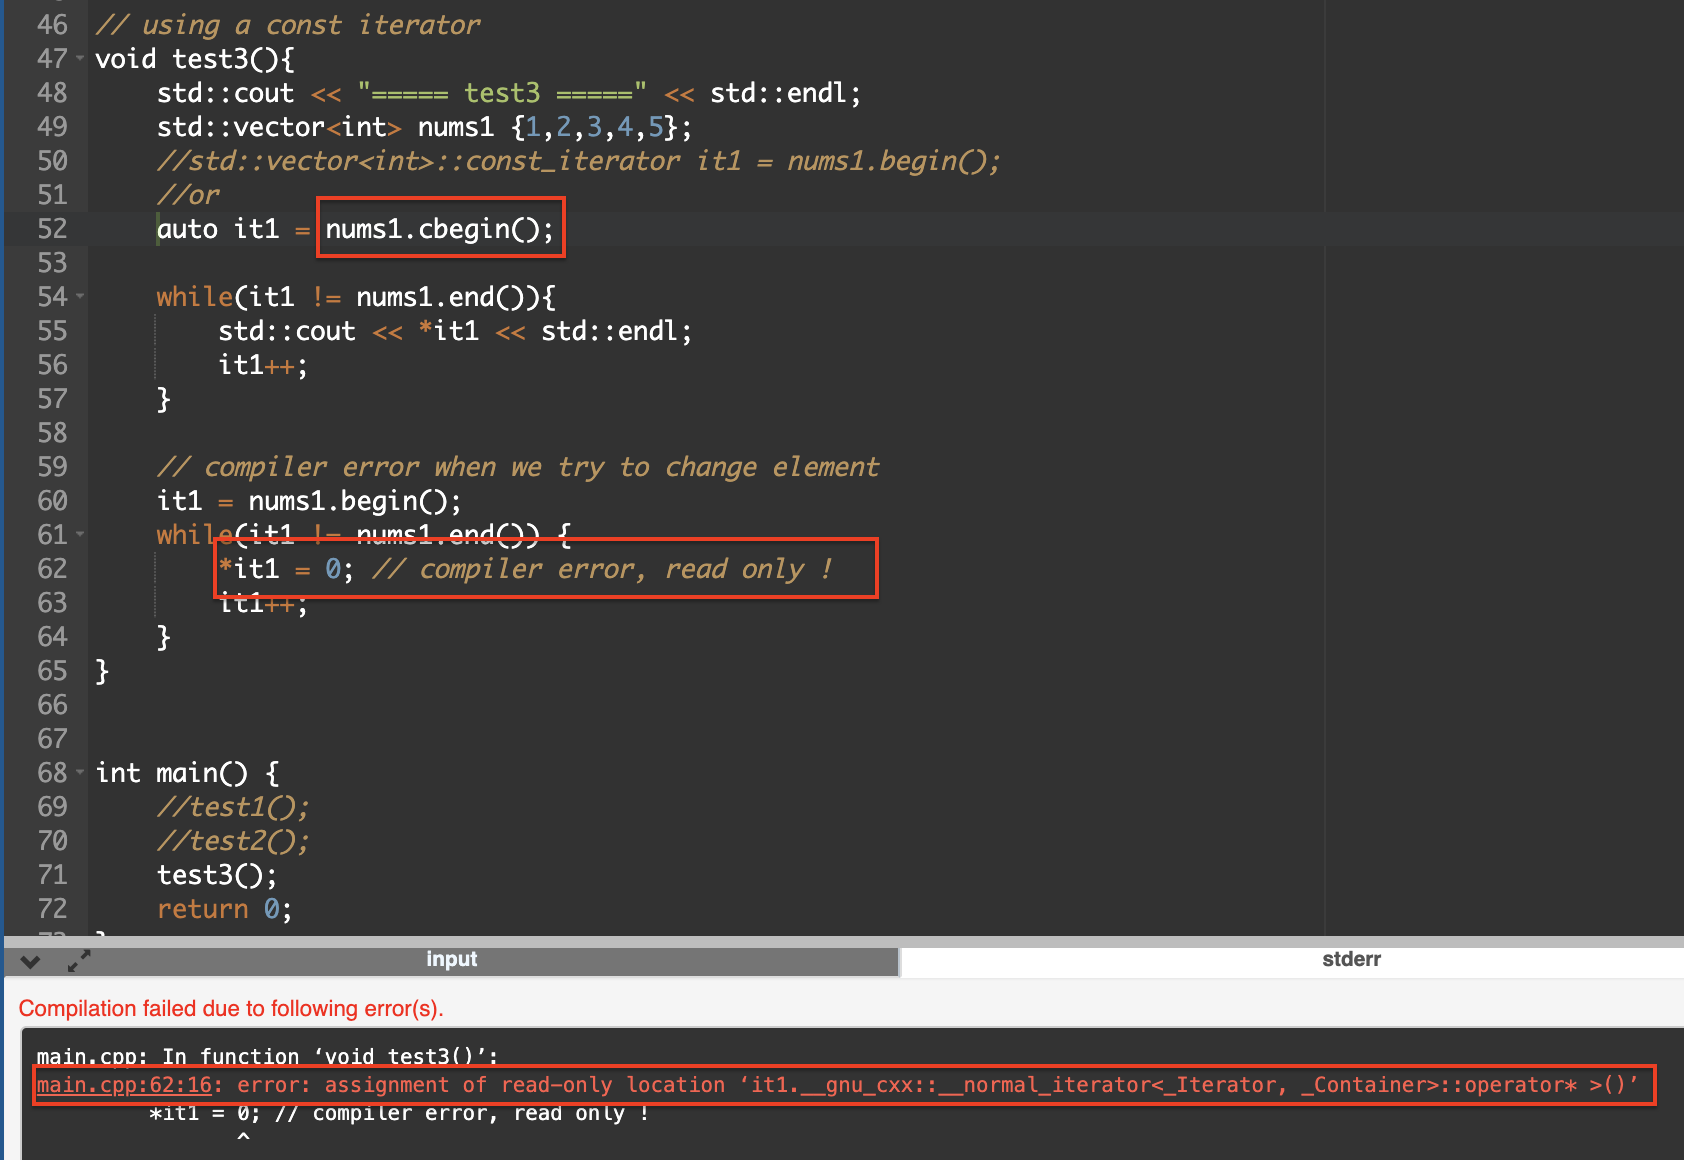 46 // using a const iterator
47 void test3(){
48 std::cout << "===== test3 =====" << std::endl;
49 std::vector<int> nums1 {1,2,3,4,5};
50 //std::vector<int>::const_iterator it1 = nums1.begin();
51 //or
52 auto it1 = nums1.cbegin();
53
54 while(it1 != nums1.end()){
55 std::cout << *it1 << std::endl;
56 it1++;
57 }
58
59 // compiler error when we try to change element
60 it1 = nums1.begin();
61 while(it1 != nums1.end()) {
62 *it1 = 0; // compiler error, read only !
63 it1++;
64 }
65 }
66
67
68 int main() {
69 //test1();
70 //test2();
71 test3();
72 return 0;
input stderr
Compilation failed due to following error(s).
main.cpp: In function ‘void test3()’:
main.cpp:62:16: error: assignment of read-only location ‘it1.__gnu_cxx::__normal_iterator<_Iterator, _Container>::operator* >()’
*it1 = 0; // compiler error, read only !
^